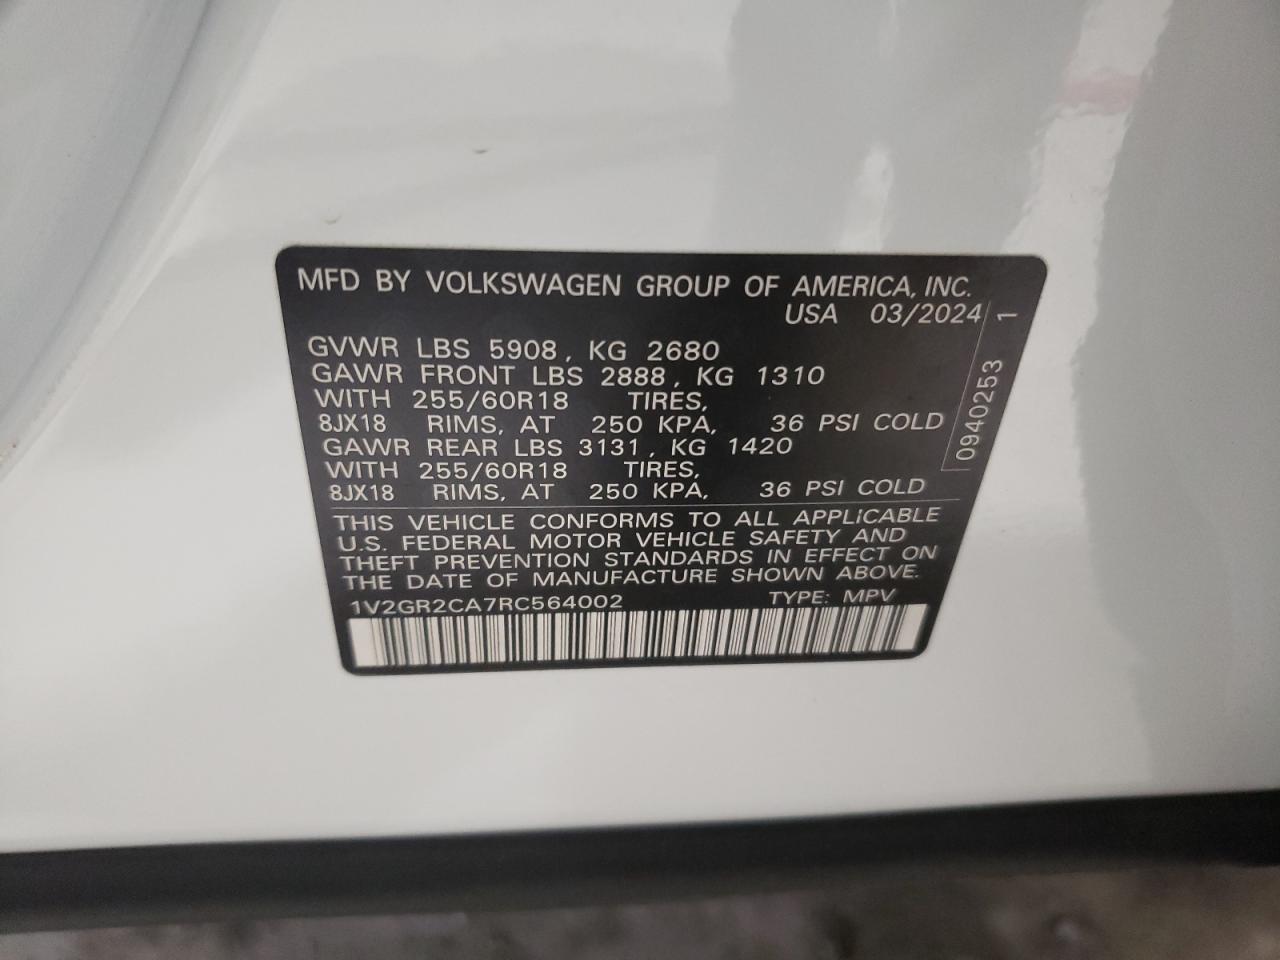 MFD BY VOLKSWAGEN GROUP OF AMERICA, INC.
USA 03/2024
GVWR LBS 5908, KG 2680
GAWR FRONT LBS 2888, KG 1310
WITH 255/60R18 TIRES,
8JX18 RIMS, AT 250 KPA, 36 PSI COLD
GAWR REAR LBS 3131, KG 1420
WITH 255/60R18 TIRES,
8JX18 RIMS, AT 250 KPA, 36 PSI COLD
0940253 1
THIS VEHICLE CONFORMS TO ALL APPLICABLE
U.S. FEDERAL MOTOR VEHICLE SAFETY AND
THEFT PREVENTION STANDARDS IN EFFECT ON
THE DATE OF MANUFACTURE SHOWN ABOVE.
1V2GR2CA7RC564002 TYPE: MPV